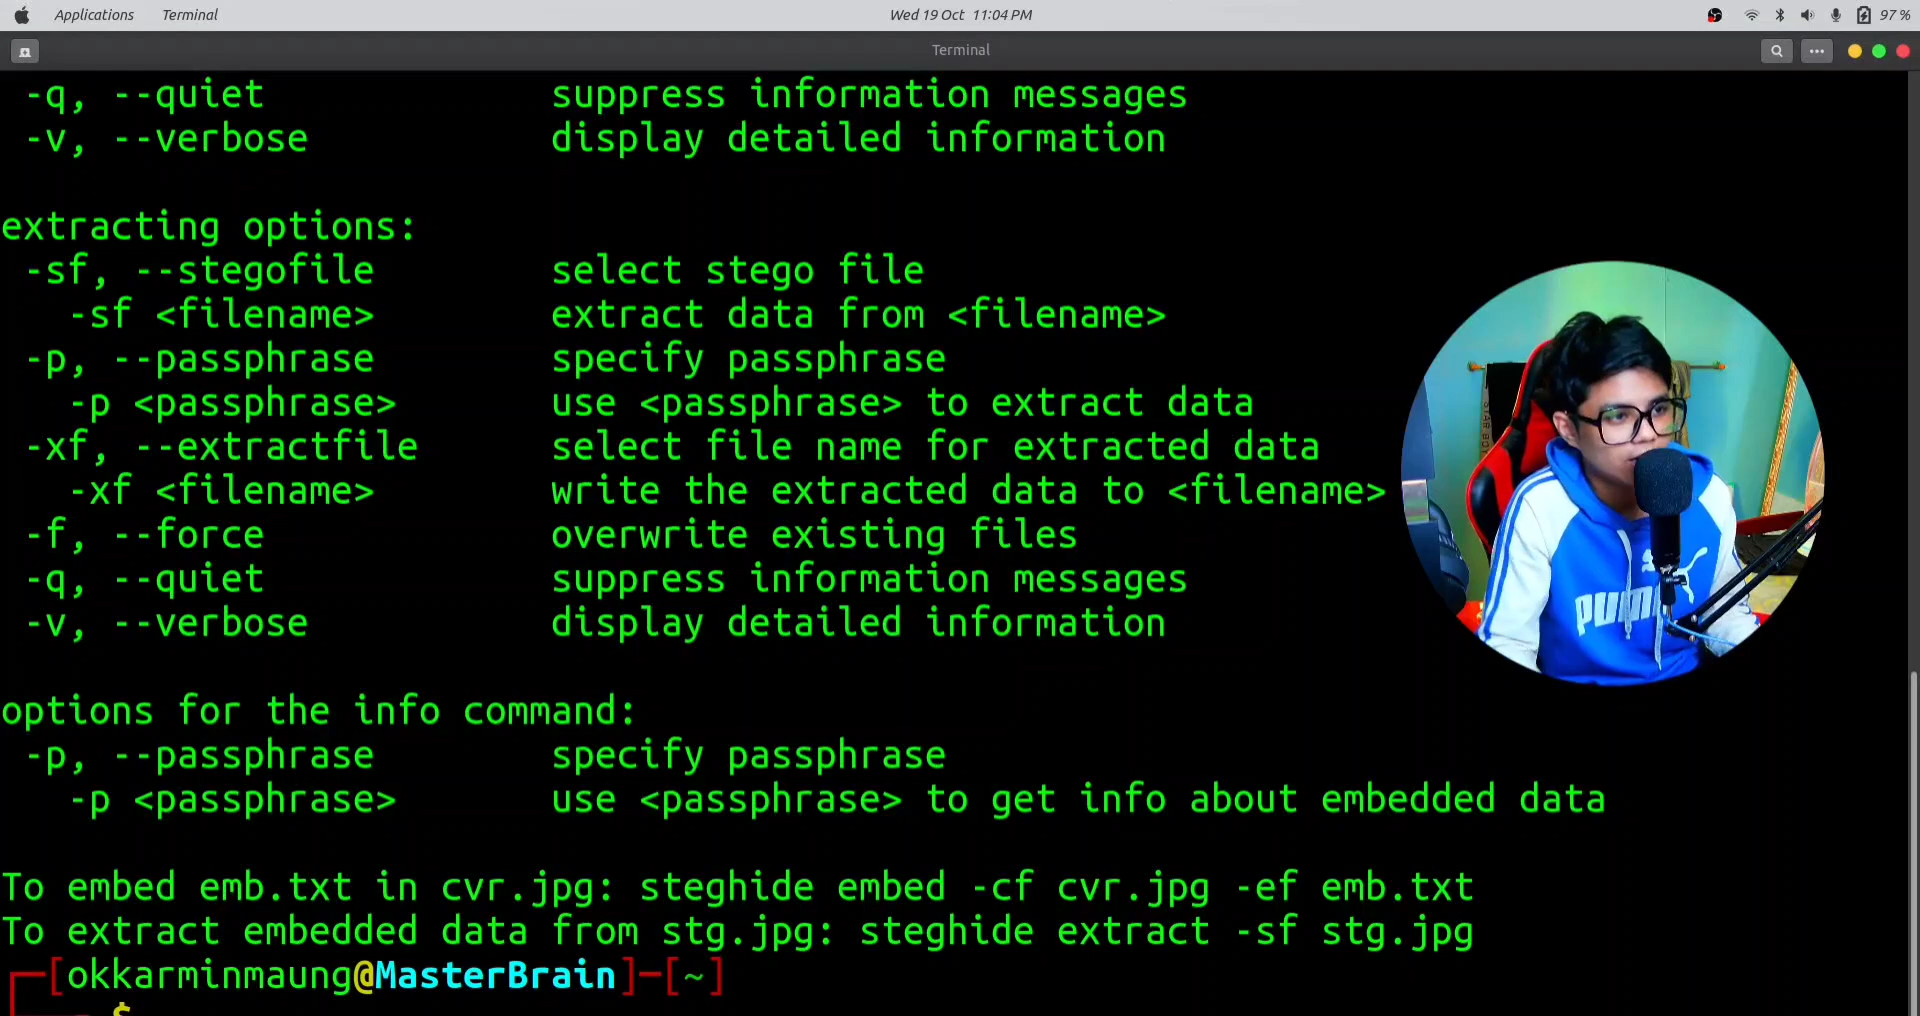 Applications Terminal Wed 19 Oct 11:04 PM 97 %
Terminal
-q, --quiet suppress information messages
-v, --verbose display detailed information
extracting options:
-sf, --stegofile select stego file
-sf <filename> extract data from <filename>
-p, --passphrase specify passphrase
-p <passphrase> use <passphrase> to extract data
-xf, --extractfile select file name for extracted data
-xf <filename> write the extracted data to <filename>
-f, --force overwrite existing files
-q, --quiet suppress information messages
-v, --verbose display detailed information
options for the info command:
-p, --passphrase specify passphrase
-p <passphrase> use <passphrase> to get info about embedded data
To embed emb.txt in cvr.jpg: steghide embed -cf cvr.jpg -ef emb.txt
To extract embedded data from stg.jpg: steghide extract -sf stg.jpg
┌─[okkarminmaung@MasterBrain]─[~]
$
PUMA